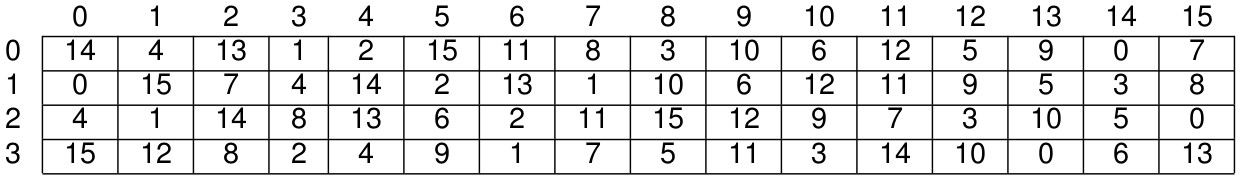 0 1 2 3 4 5 6 7 8 9 10 11 12 13 14 15
0 14 4 13 1 2 15 11 8 3 10 6 12 5 9 0 7
1 0 15 7 4 14 2 13 1 10 6 12 11 9 5 3 8
2 4 1 14 8 13 6 2 11 15 12 9 7 3 10 5 0
3 15 12 8 2 4 9 1 7 5 11 3 14 10 0 6 13